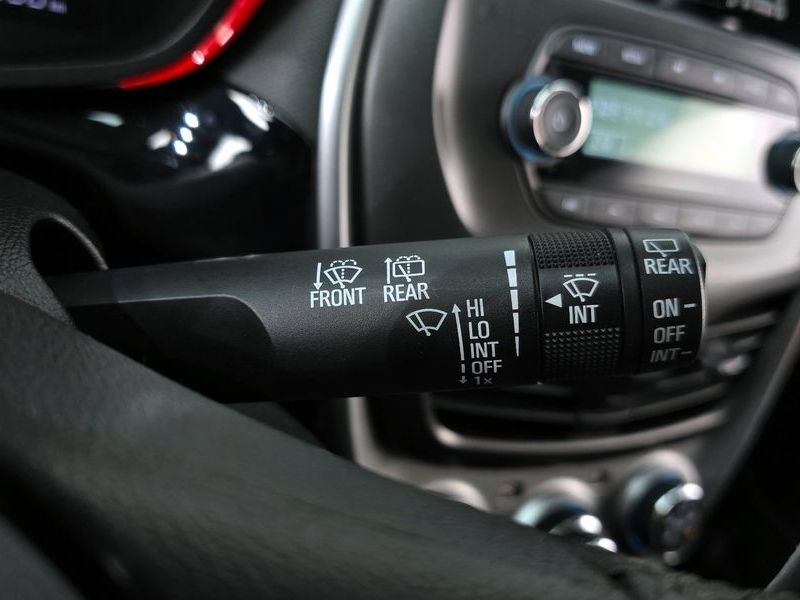 FRONT
REAR
HI
LO
INT
OFF
1x
INT
REAR
ON
OFF
INT